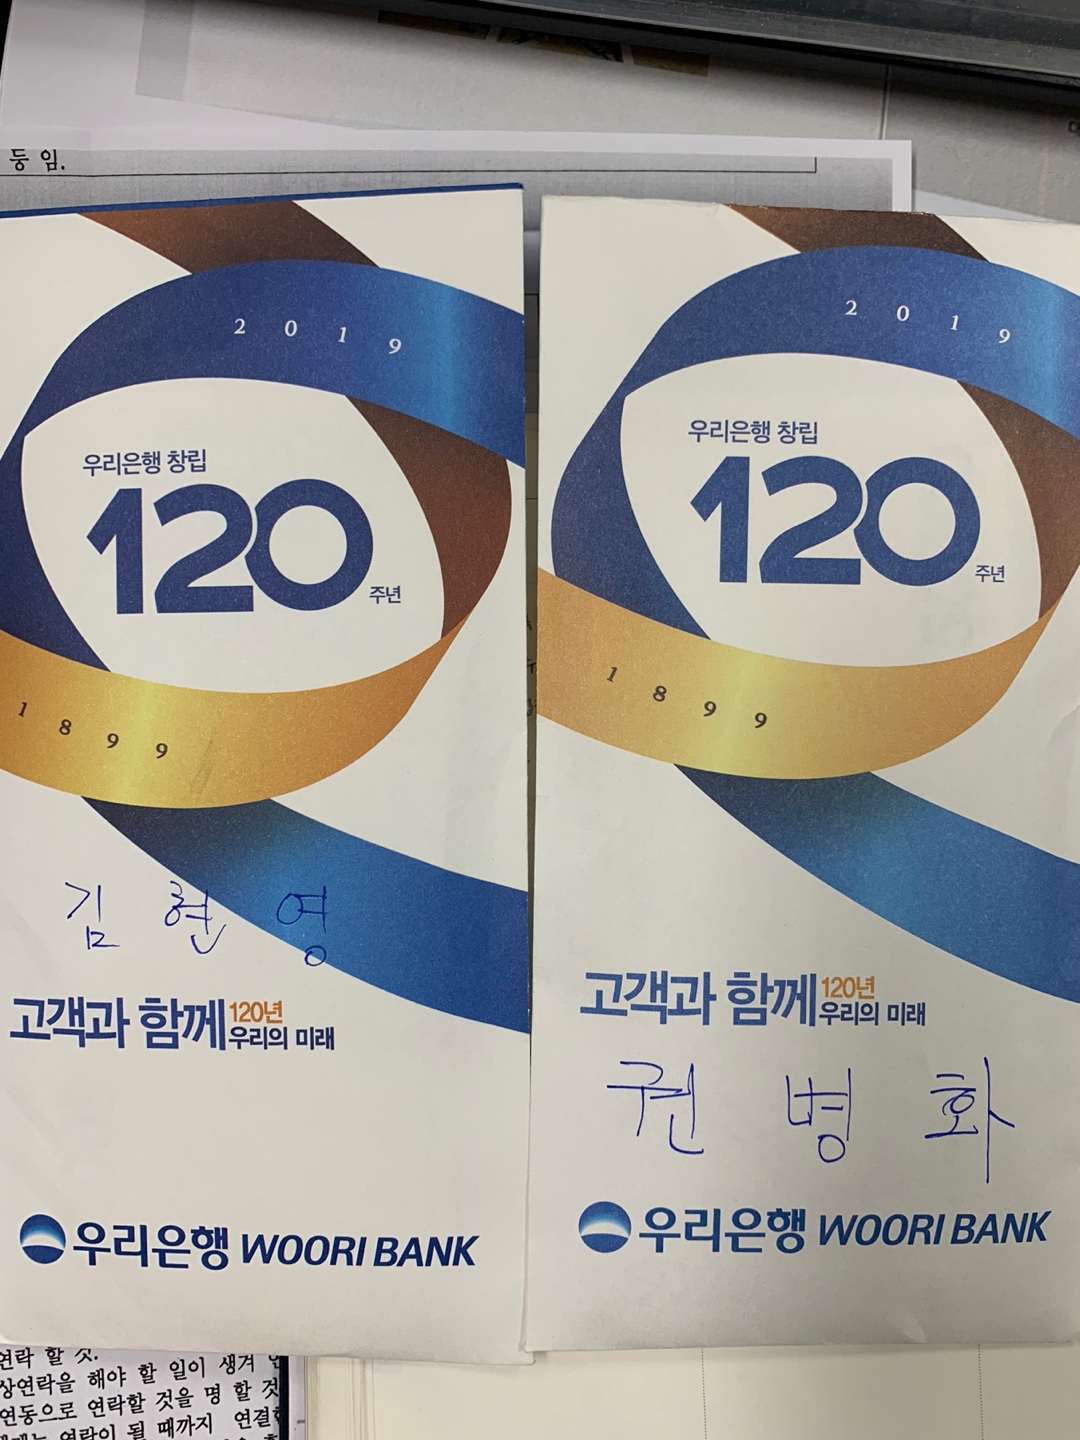 등 임.
2019
우리은행 창립
120
주년
1899
김 현 영
고객과 함께 120년
우리의 미래
우리은행 WOORI BANK
2019
우리은행 창립
120
주년
1899
고객과 함께 120년
우리의 미래
권 병 화
우리은행 WOORI BANK
연락 할 것.
상연락을 해야 할 일이 생겨
연동으로 연락할 것을 명 할 것
연락이 될 때까지 연결